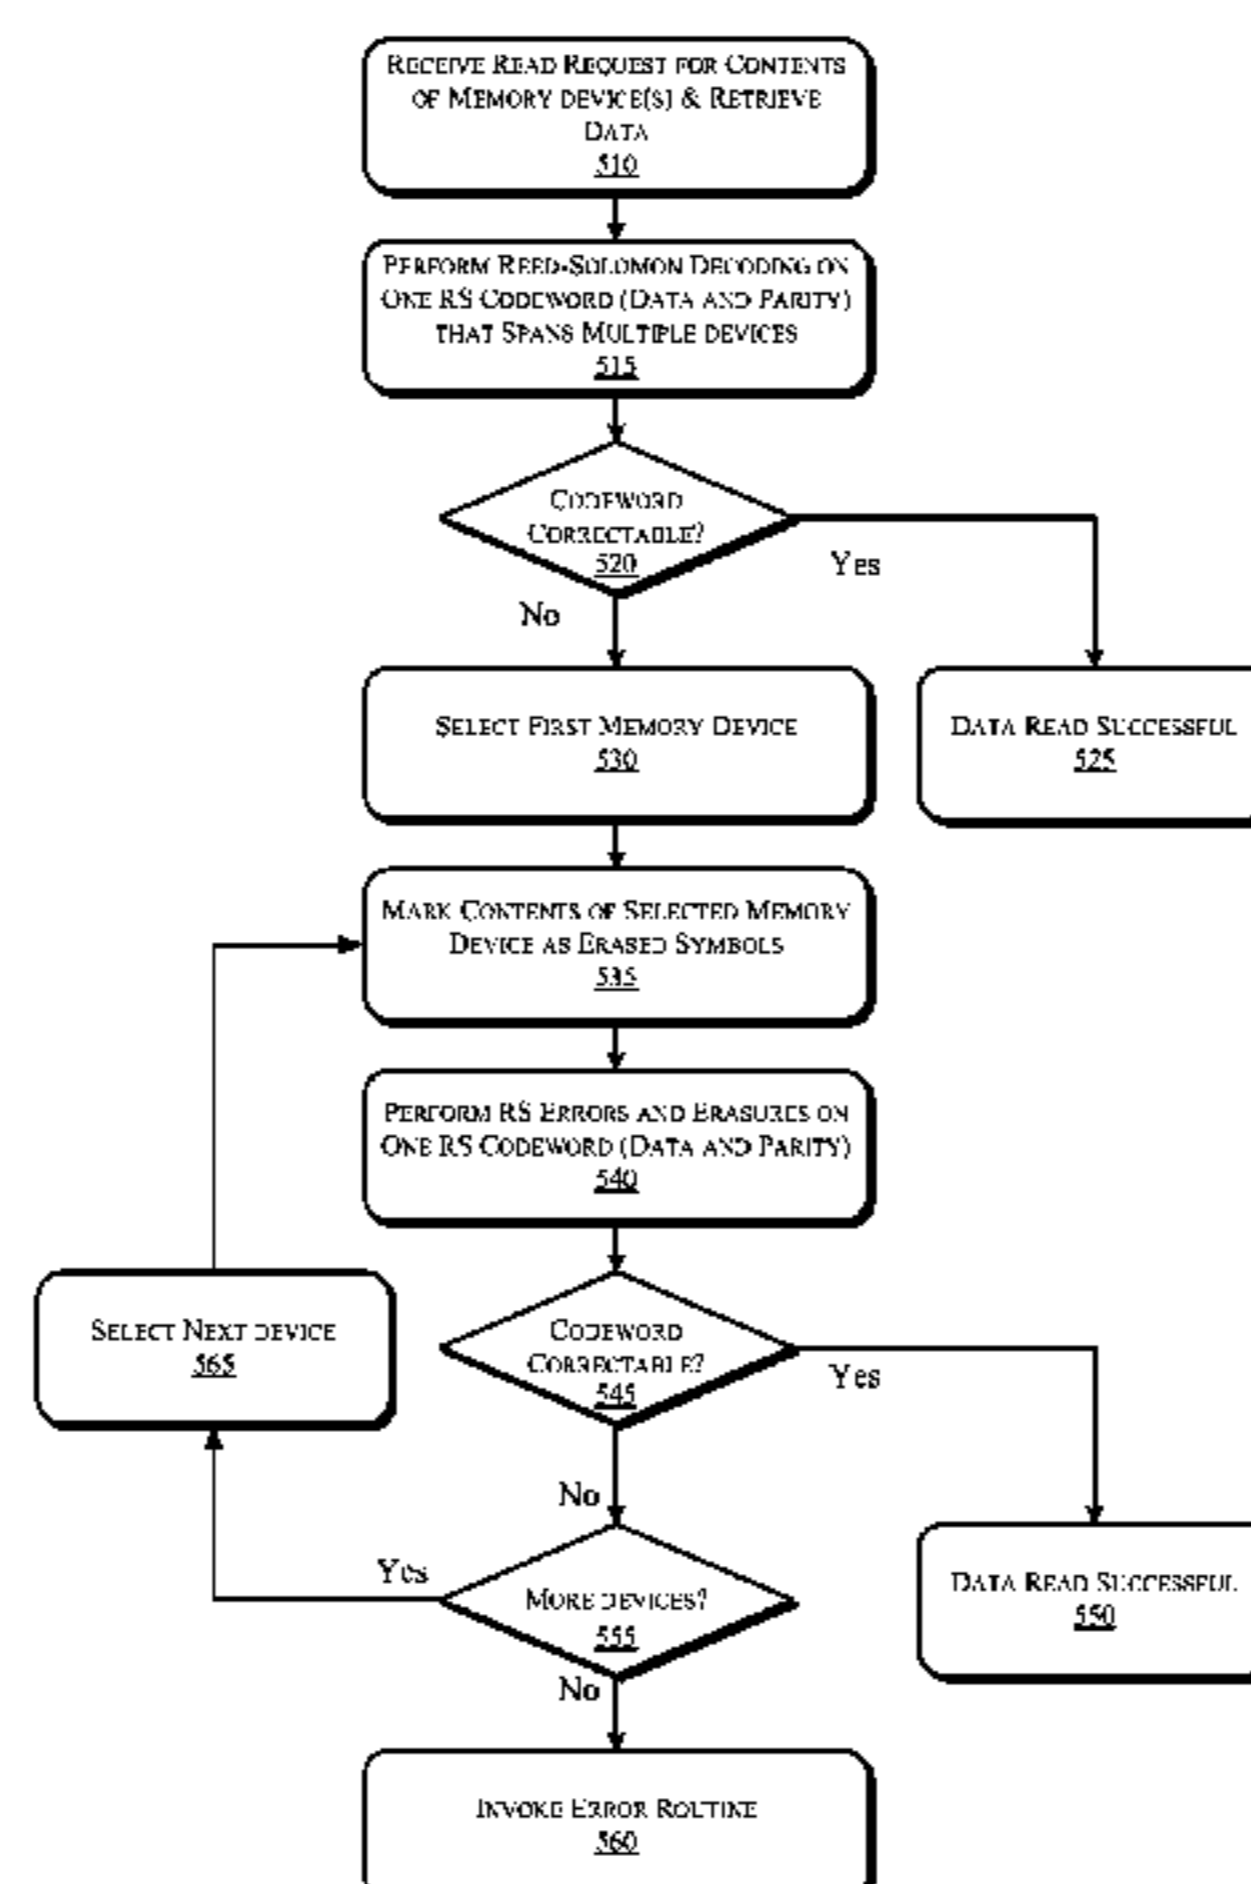 RECEIVE READ REQUEST FOR CONTENTS
OF MEMORY DEVICE(S) & RETRIEVE
DATA
510
PERFORM REED-SOLOMON DECODING ON
ONE RS CODEWORD (DATA AND PARITY)
THAT SPANS MULTIPLE DEVICES
515
CODEWORD
CORRECTABLE?
520
Yes
No
SELECT FIRST MEMORY DEVICE
530
DATA READ SUCCESSFUL
525
MARK CONTENTS OF SELECTED MEMORY
DEVICE AS ERASED SYMBOLS
535
PERFORM RS ERRORS AND ERASURES ON
ONE RS CODEWORD (DATA AND PARITY)
540
SELECT NEXT DEVICE
565
CODEWORD
CORRECTABLE?
545
Yes
No
Yes
MORE DEVICES?
555
DATA READ SUCCESSFUL
550
No
INVOKE ERROR ROUTINE
560